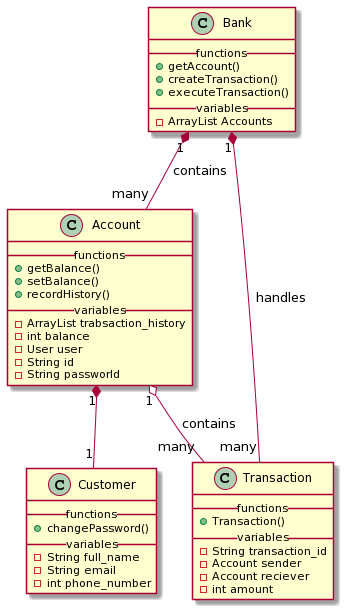 C Bank
functions
getAccount()
createTransaction()
executeTransaction()
variables
ArrayList Accounts
1
1
contains
many
C Account
functions
getBalance()
setBalance()
recordHistory()
variables
ArrayList trabsaction_history
int balance
User user
String id
String passworld
handles
1
1
contains
1
many
many
C Customer
functions
changePassword()
variables
String full_name
String email
int phone_number
C Transaction
functions
Transaction()
variables
String transaction_id
Account sender
Account reciever
int amount